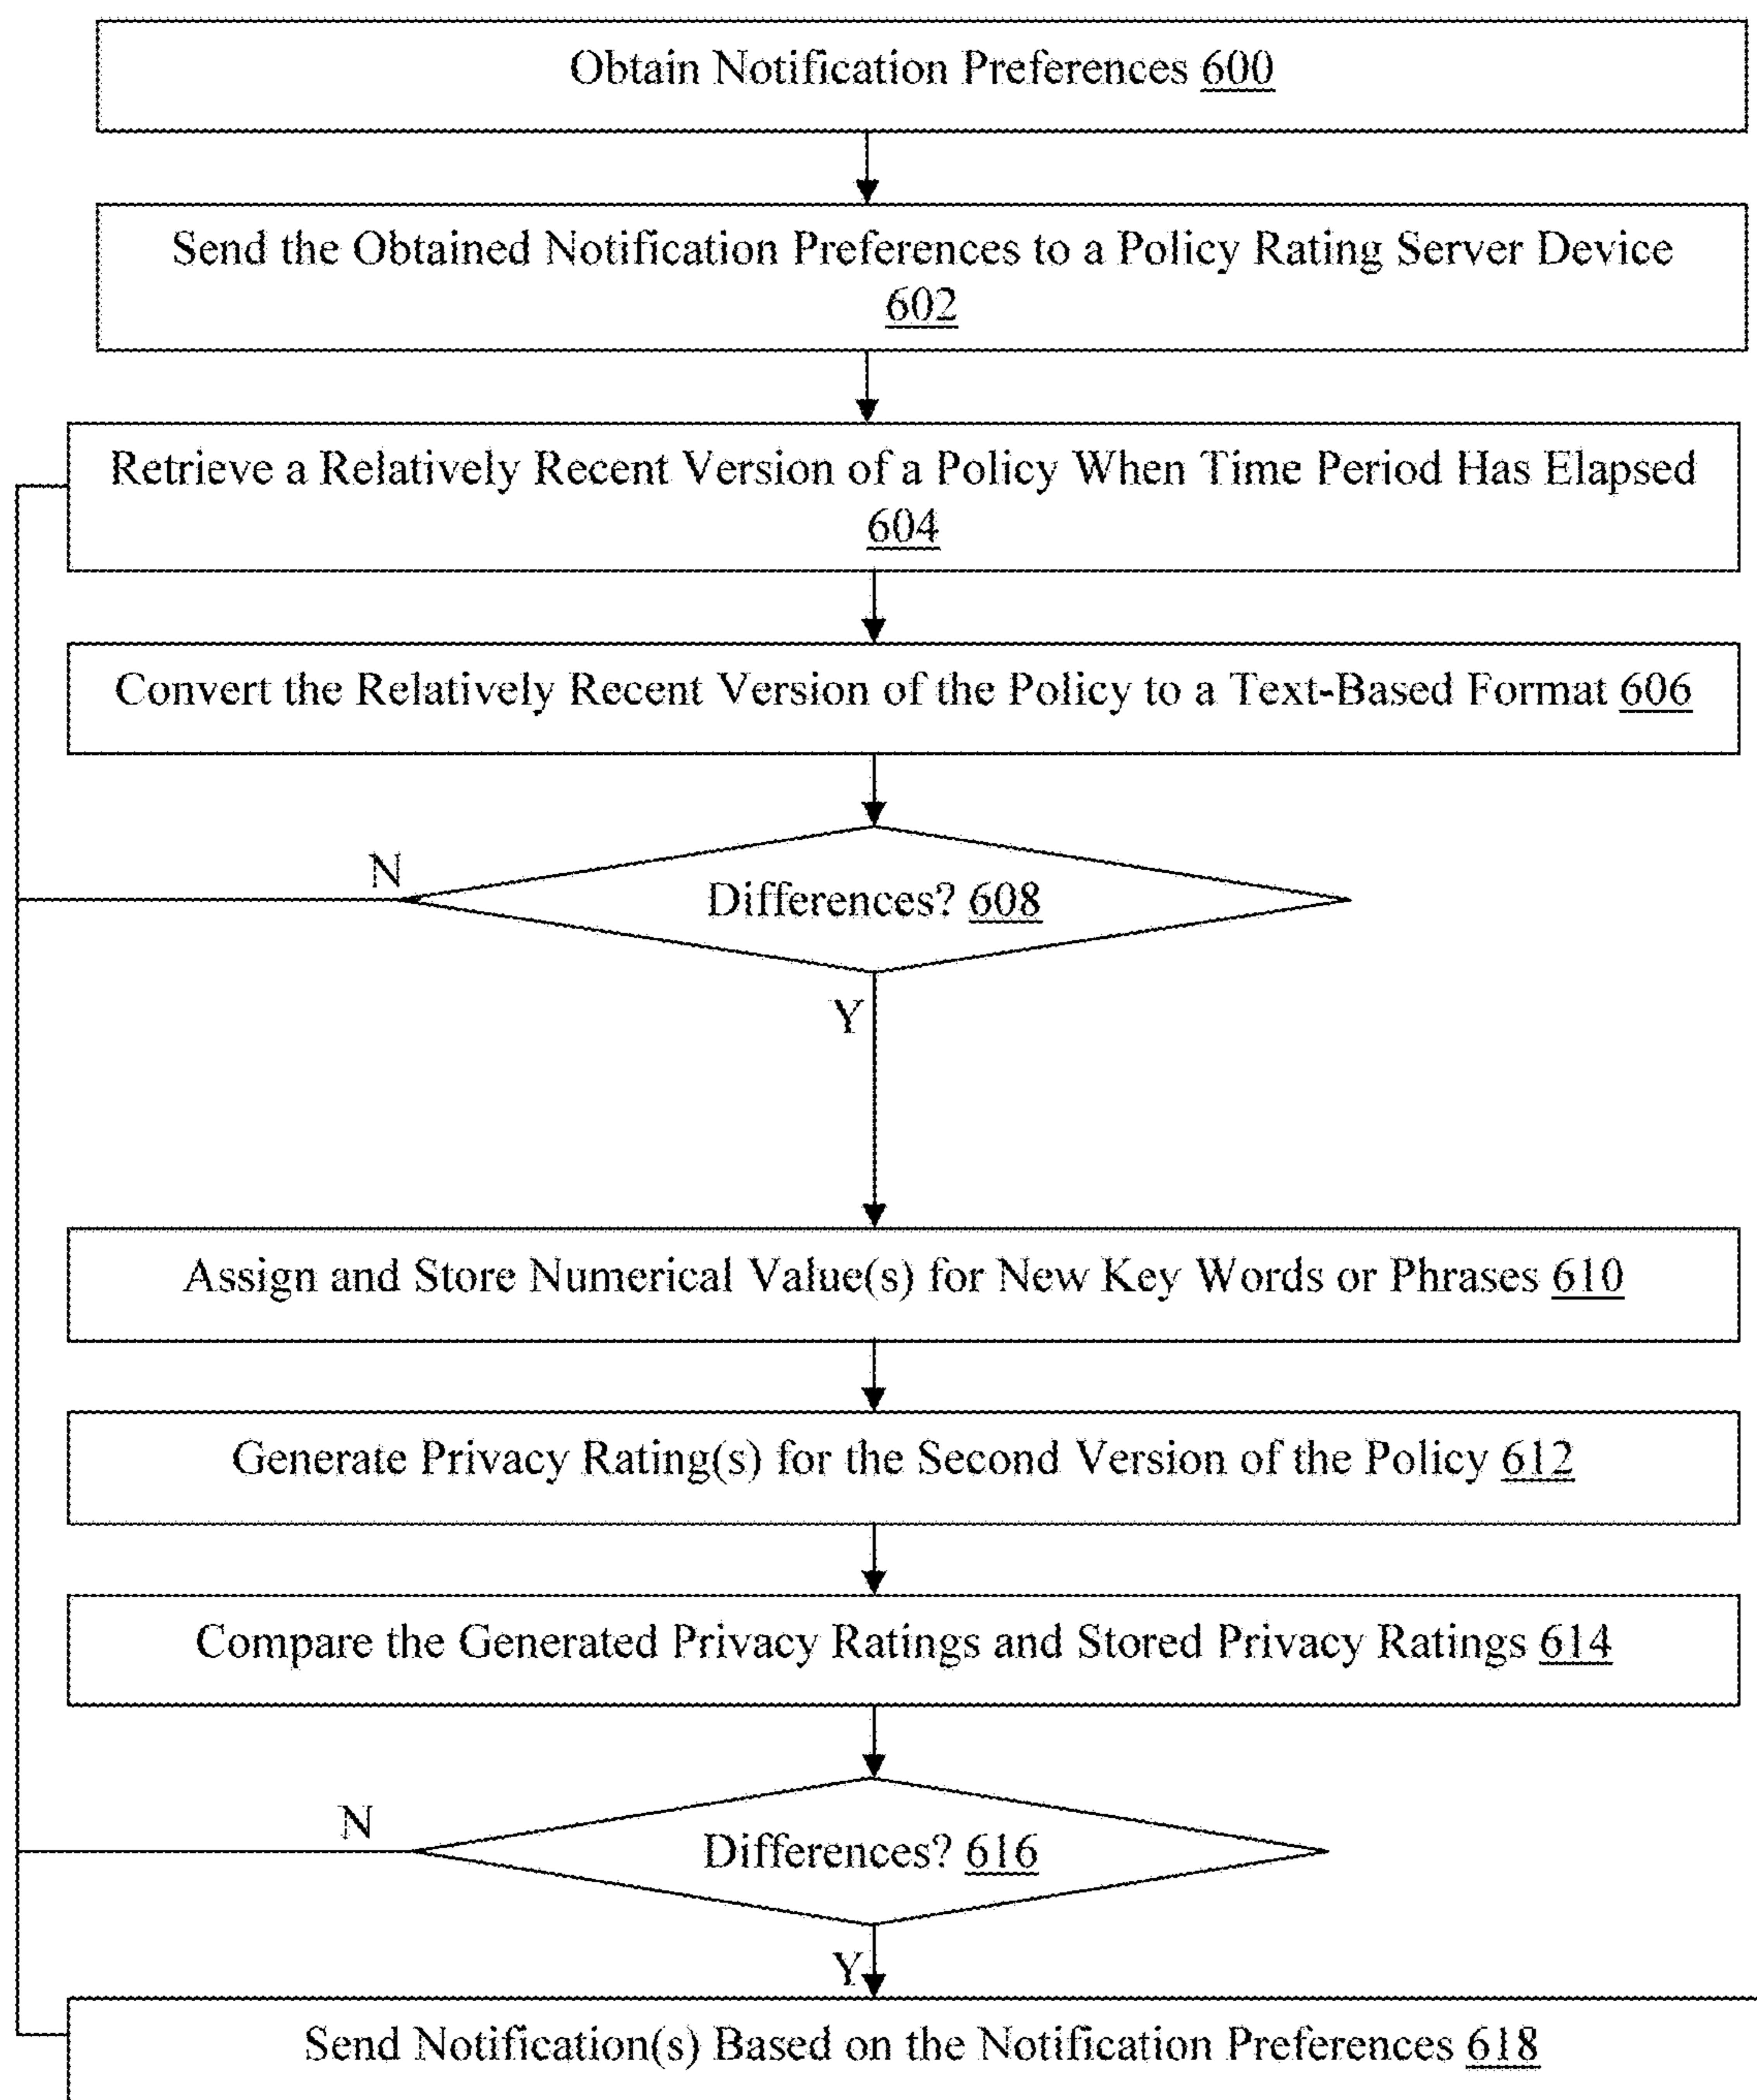 Obtain Notification Preferences 600
Send the Obtained Notification Preferences to a Policy Rating Server Device
602
Retrieve a Relatively Recent Version of a Policy When Time Period Has Elapsed
604
Convert the Relatively Recent Version of the Policy to a Text-Based Format 606
N
Differences? 608
Y
Assign and Store Numerical Value(s) for New Key Words or Phrases 610
Generate Privacy Rating(s) for the Second Version of the Policy 612
Compare the Generated Privacy Ratings and Stored Privacy Ratings 614
N
Differences? 616
Y
Send Notification(s) Based on the Notification Preferences 618